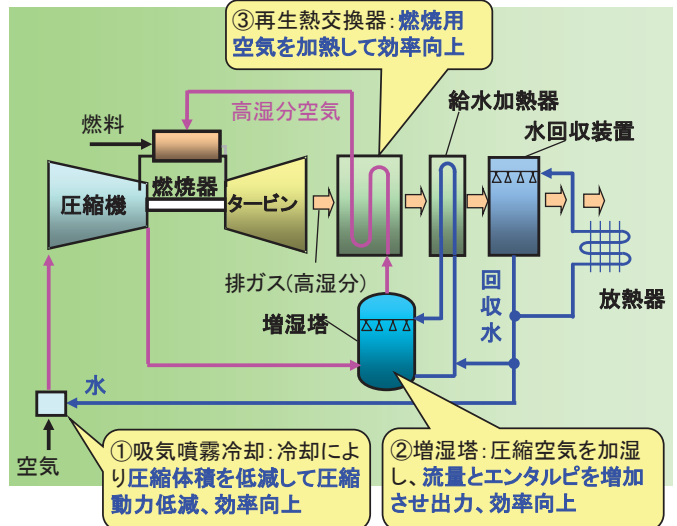 ③再生熱交換器：燃焼用
空気を加熱して効率向上
高湿分空気
給水加熱器
水回収装置
燃料
燃焼器
圧縮機
タービン
排ガス(高湿分)
増湿塔
回
収
水
放熱器
水
空気
①吸気噴霧冷却：冷却によ
り圧縮体積を低減して圧縮
動力低減、効率向上
②増湿塔：圧縮空気を加湿
し、流量とエンタルピを増加
させ出力、効率向上